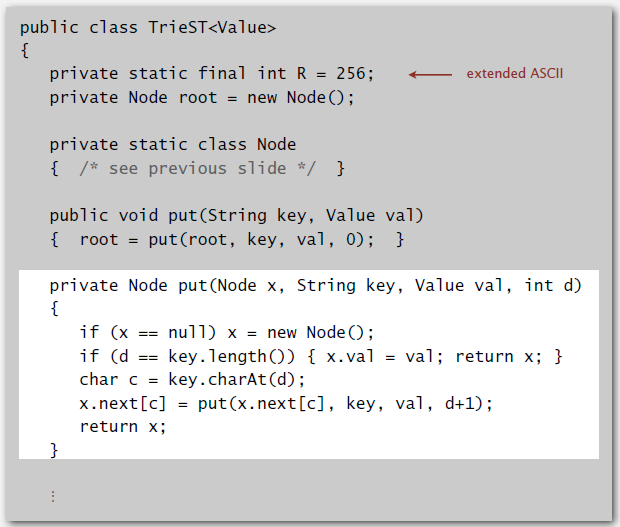 public class TrieST<Value>
{
private static final int R = 256; extended ASCII
private Node root = new Node();
private static class Node
{ /* see previous slide */ }
public void put(String key, Value val)
{ root = put(root, key, val, 0); }
private Node put(Node x, String key, Value val, int d)
{
if (x == null) x = new Node();
if (d == key.length()) { x.val = val; return x; }
char c = key.charAt(d);
x.next[c] = put(x.next[c], key, val, d+1);
return x;
}
⋮